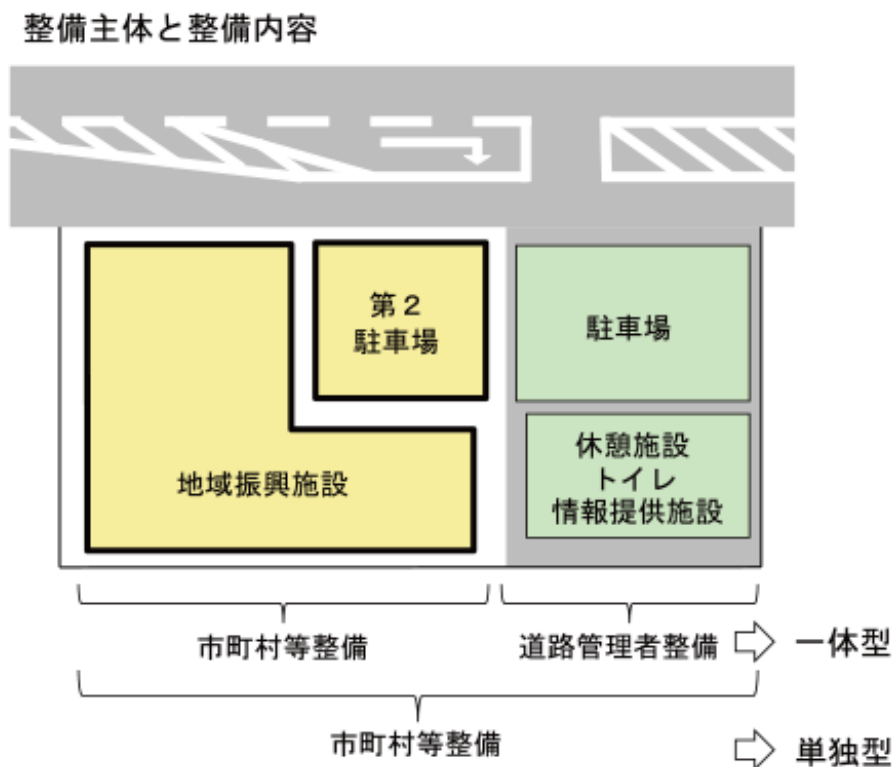 整備主体と整備内容
第２
駐車場
駐車場
地域振興施設
休憩施設
トイレ
情報提供施設
市町村等整備
道路管理者整備
一体型
市町村等整備
単独型